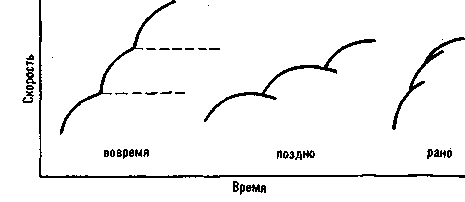 Скорость
вовремя
поздно
рано
Время